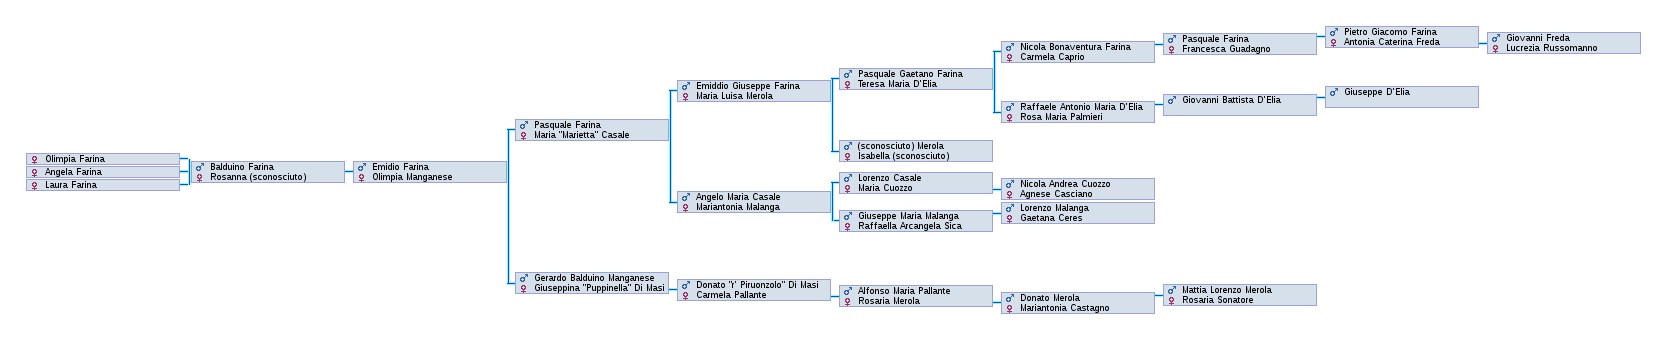 Olimpia Farina
Angela Farina
Laura Farina
Balduino Farina
Rosanna (sconosciuto)
Emidio Farina
Olimpia Manganese
Pasquale Farina
Maria "Marietta" Casale
Gerardo Balduino Manganese
Giuseppina "Puppinella" Di Masi
Emiddio Giuseppe Farina
Maria Luisa Merola
Angelo Maria Casale
Mariantonia Malanga
Donato "r' Piruonzolo" Di Masi
Carmela Pallante
Pasquale Gaetano Farina
Teresa Maria D'Elia
(sconosciuto) Merola
Isabella (sconosciuto)
Lorenzo Casale
Maria Cuozzo
Giuseppe Maria Malanga
Raffaella Arcangela Sica
Alfonso Maria Pallante
Rosaria Merola
Nicola Bonaventura Farina
Carmela Caprio
Raffaele Antonio Maria D'Elia
Rosa Maria Palmieri
Nicola Andrea Cuozzo
Agnese Casciano
Lorenzo Malanga
Gaetana Ceres
Donato Merola
Mariantonia Castagno
Pasquale Farina
Francesca Guadagno
Giovanni Battista D'Elia
Mattia Lorenzo Merola
Rosaria Sonatore
Pietro Giacomo Farina
Antonia Caterina Freda
Giuseppe D'Elia
Giovanni Freda
Lucrezia Russomanno